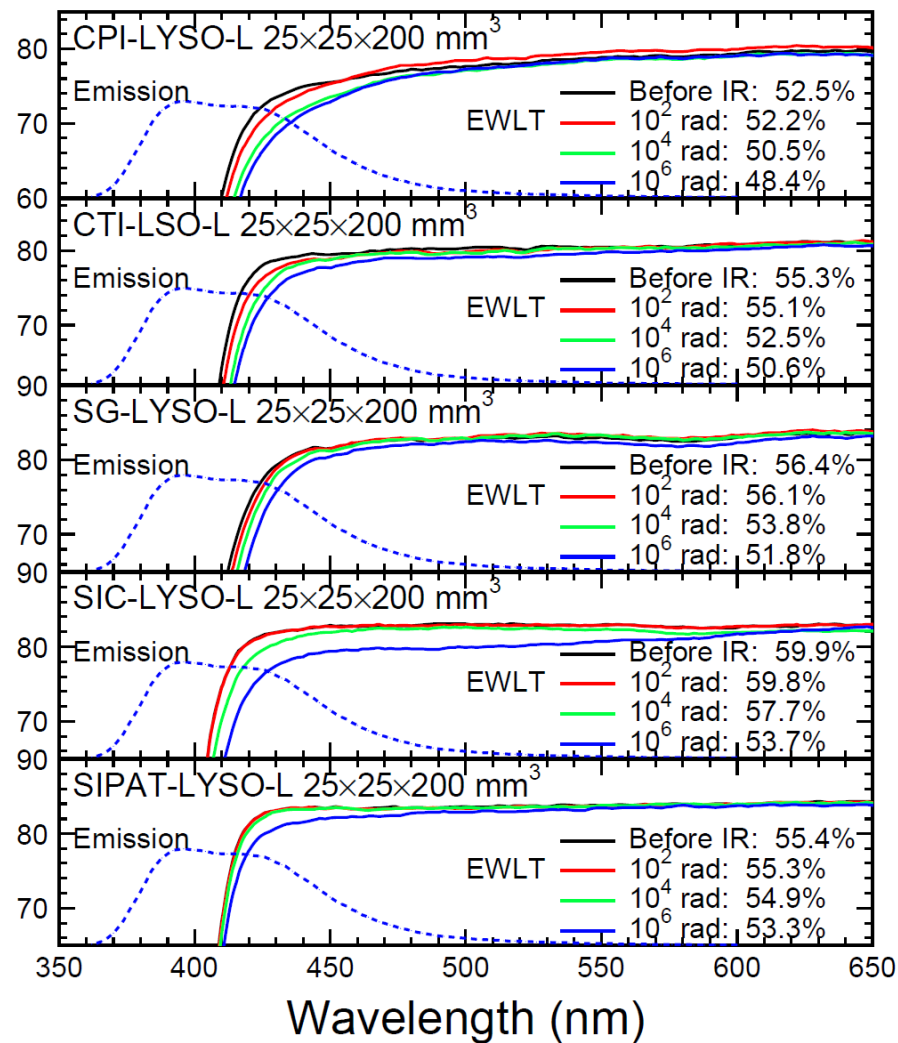 CPI-LYSO-L 25×25×200 mm³
80
Emission
Before IR: 52.5%
70
EWLT
10² rad: 52.2%
10⁴ rad: 50.5%
60
10⁶ rad: 48.4%
CTI-LSO-L 25×25×200 mm³
80
Emission
Before IR: 55.3%
EWLT
10² rad: 55.1%
70
10⁴ rad: 52.5%
10⁶ rad: 50.6%
90
SG-LYSO-L 25×25×200 mm³
80
Emission
Before IR: 56.4%
EWLT
10² rad: 56.1%
70
10⁴ rad: 53.8%
10⁶ rad: 51.8%
90
SIC-LYSO-L 25×25×200 mm³
80
Emission
Before IR: 59.9%
EWLT
10² rad: 59.8%
70
10⁴ rad: 57.7%
10⁶ rad: 53.7%
90
SIPAT-LYSO-L 25×25×200 mm³
80
Emission
Before IR: 55.4%
EWLT
10² rad: 55.3%
70
10⁴ rad: 54.9%
10⁶ rad: 53.3%
350 400 450 500 550 600 650
Wavelength (nm)